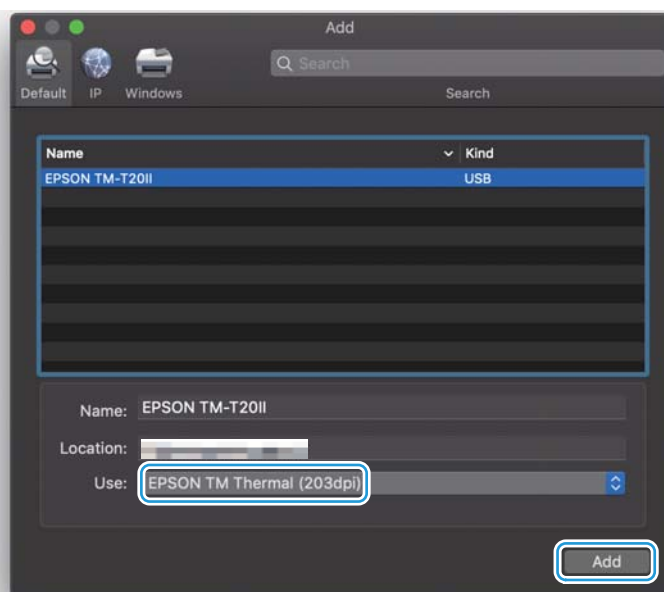 Add
Search
Default IP Windows Search
Name Kind
EPSON TM-T20II USB
Name: EPSON TM-T20II
Location:
Use: EPSON TM Thermal (203dpi)
Add